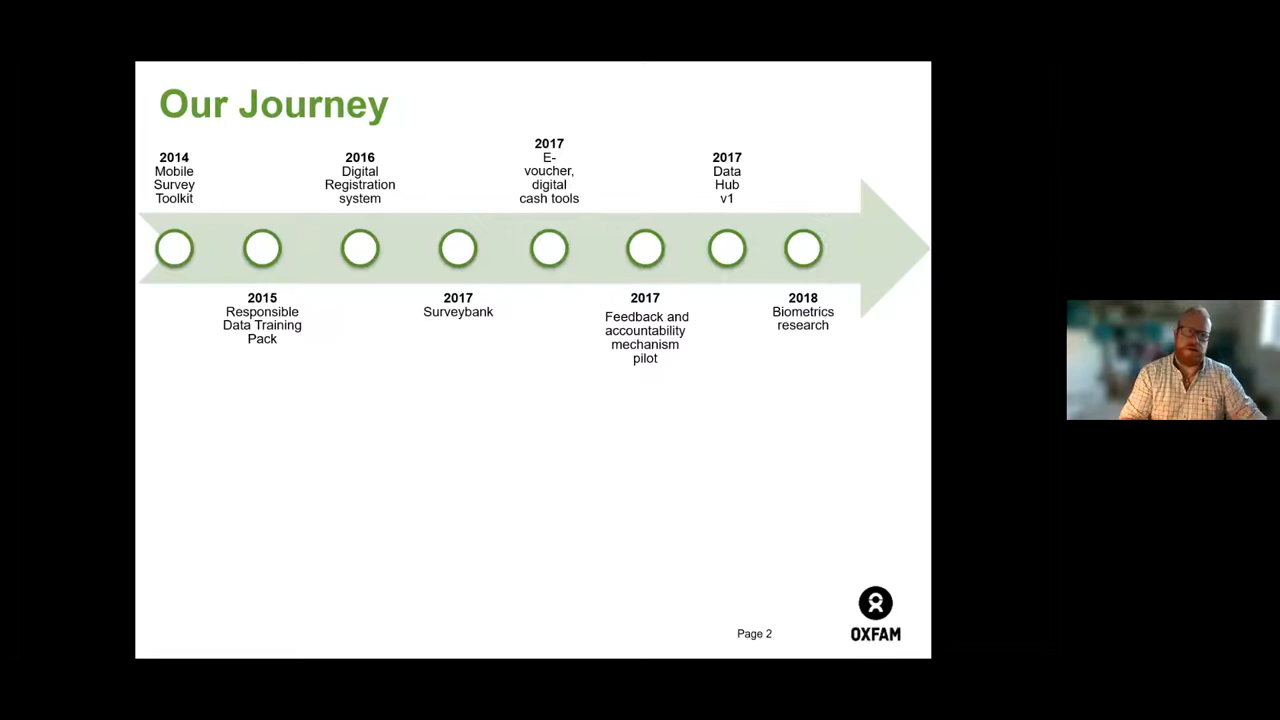 Our Journey
2014
Mobile
Survey
Toolkit
2015
Responsible
Data Training
Pack
2016
Digital
Registration
system
2017
Surveybank
2017
E-
voucher,
digital
cash tools
2017
Feedback and
accountability
mechanism
pilot
2017
Data
Hub
v1
2018
Biometrics
research
Page 2
OXFAM